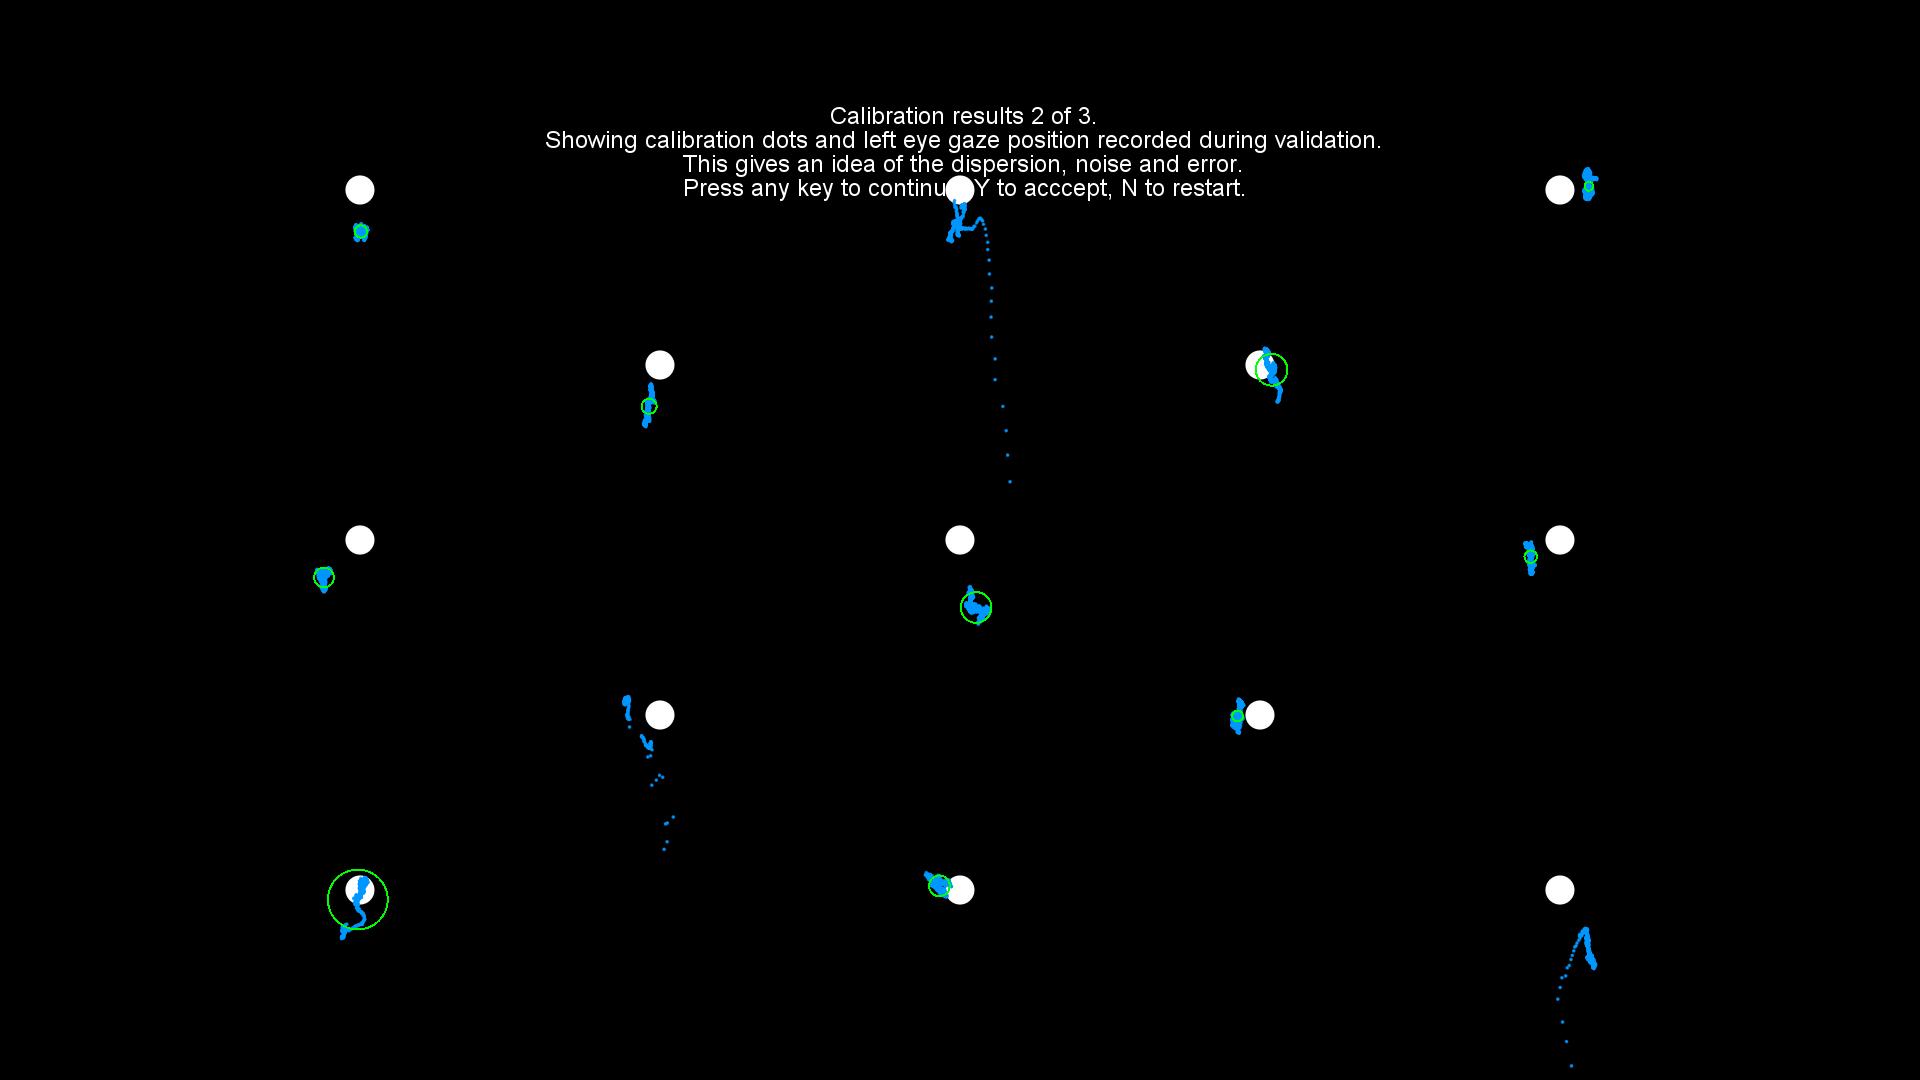 Calibration results 2 of 3.
Showing calibration dots and left eye gaze position recorded during validation.
This gives an idea of the dispersion, noise and error.
Press any key to continu Y to acccept, N to restart.